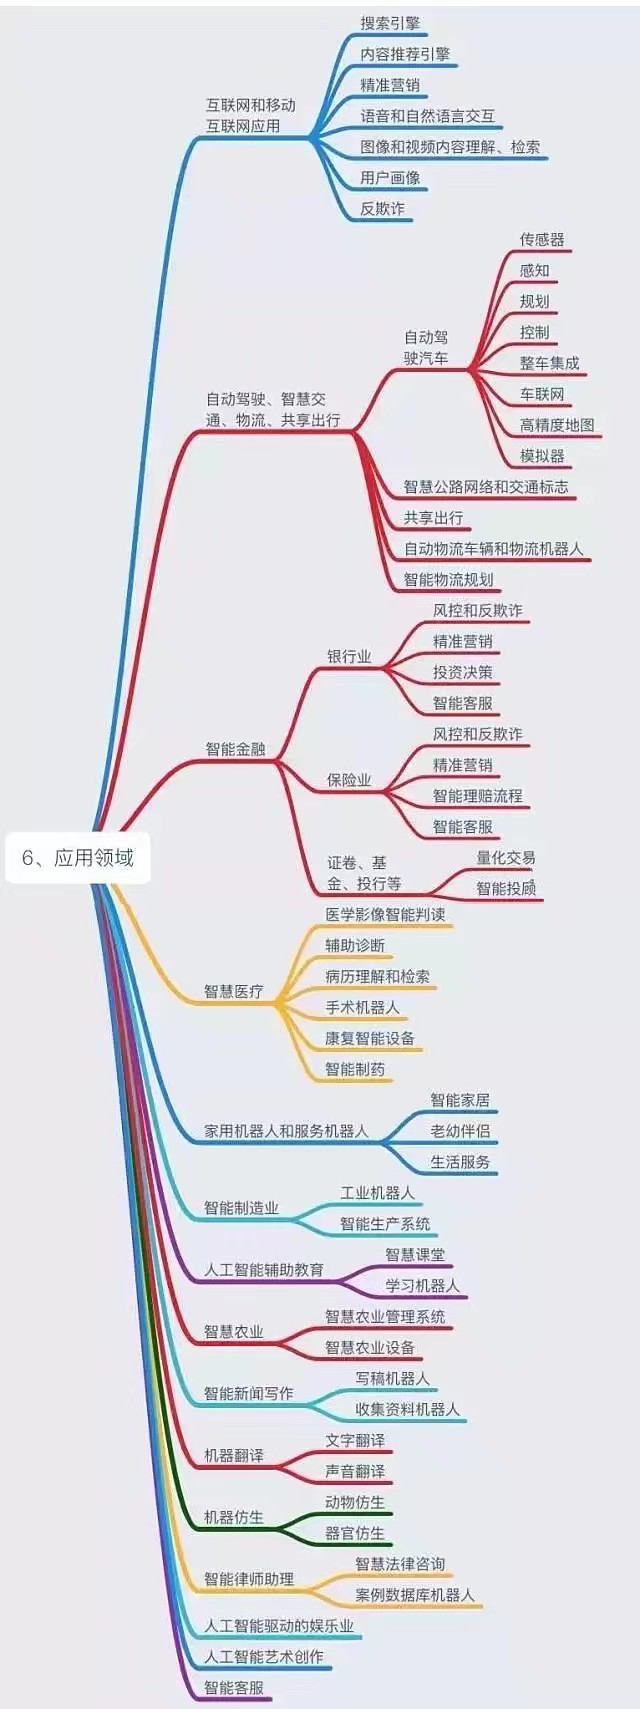 搜索引擎
内容推荐引擎
互联网和移动
互联网应用
精准营销
语音和自然语言交互
图像和视频内容理解、检索
用户画像
反欺诈
传感器
感知
规划
自动驾
驶汽车
控制
整车集成
车联网
自动驾驶、智慧交
通、物流、共享出行
高精度地图
模拟器
智慧公路网络和交通标志
共享出行
自动物流车辆和物流机器人
智能物流规划
风控和反欺诈
银行业
精准营销
投资决策
智能客服
智能金融
风控和反欺诈
保险业
精准营销
智能理赔流程
智能客服
6、应用领域
证卷、基
金、投行等
量化交易
智能投顾
医学影像智能判读
辅助诊断
病历理解和检索
智慧医疗
手术机器人
康复智能设备
智能制药
家用机器人和服务机器人
智能家居
老幼伴侣
生活服务
智能制造业
工业机器人
智能生产系统
人工智能辅助教育
智慧课堂
学习机器人
智慧农业
智慧农业管理系统
智慧农业设备
智能新闻写作
写稿机器人
收集资料机器人
机器翻译
文字翻译
声音翻译
机器仿生
动物仿生
器官仿生
智能律师助理
智慧法律咨询
案例数据库机器人
人工智能驱动的娱乐业
人工智能艺术创作
智能客服